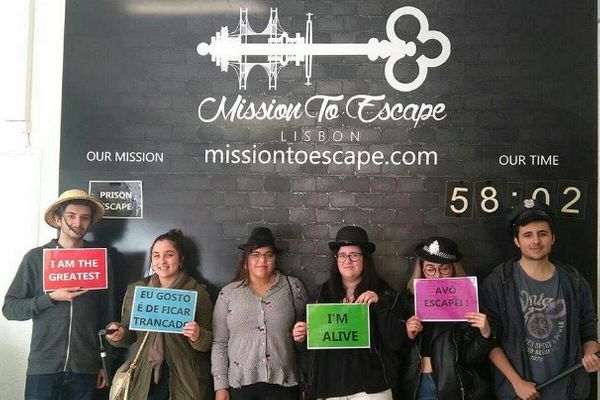 Mission To Escape
LISBON
missiontoescape.com
OUR MISSION
OUR TIME
PRISON
ESCAPE
58:02
I AM THE
GREATEST
EU GOSTO
É DE FICAR
TRANCADO
I'M
ALIVE
AVÓ
ESCAPEI!